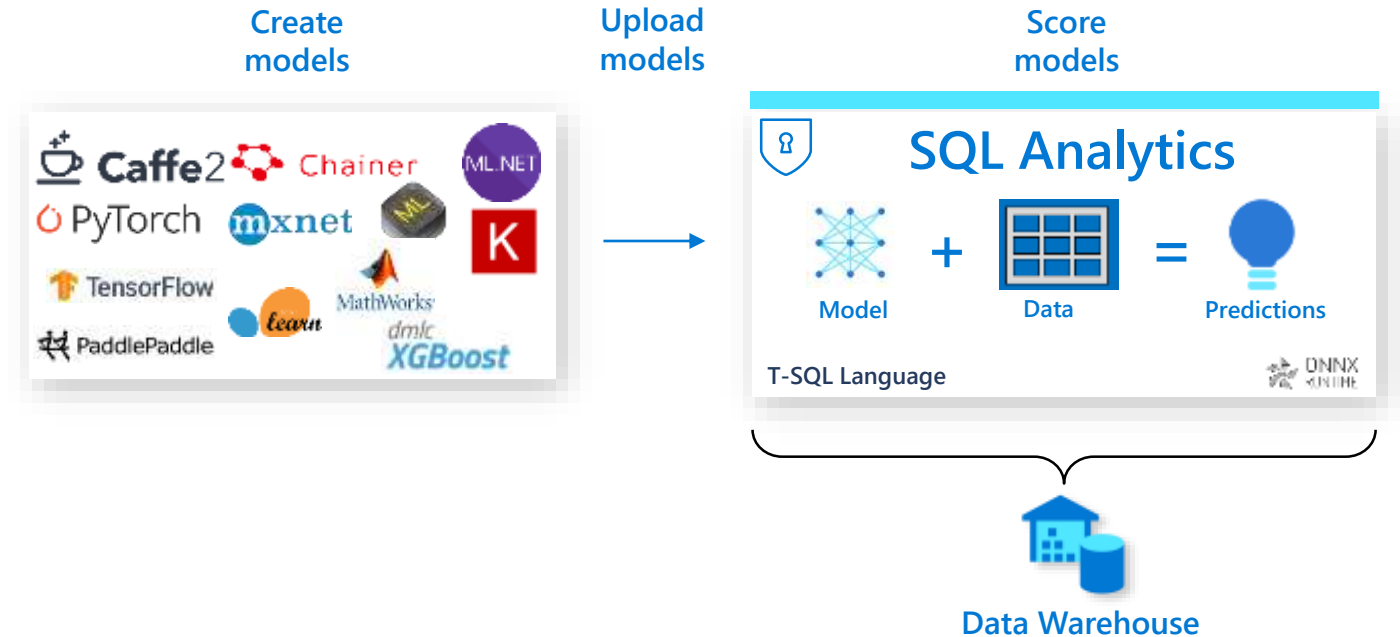 Create
models
Upload
models
Score
models
Caffe2
Chainer
ML.NET
PyTorch
mxnet
ML
K
TensorFlow
MathWorks
learn
PaddlePaddle
dmlc
XGBoost
SQL Analytics
+
=
Model
Data
Predictions
T-SQL Language
ONNX
RUNTIME
Data Warehouse